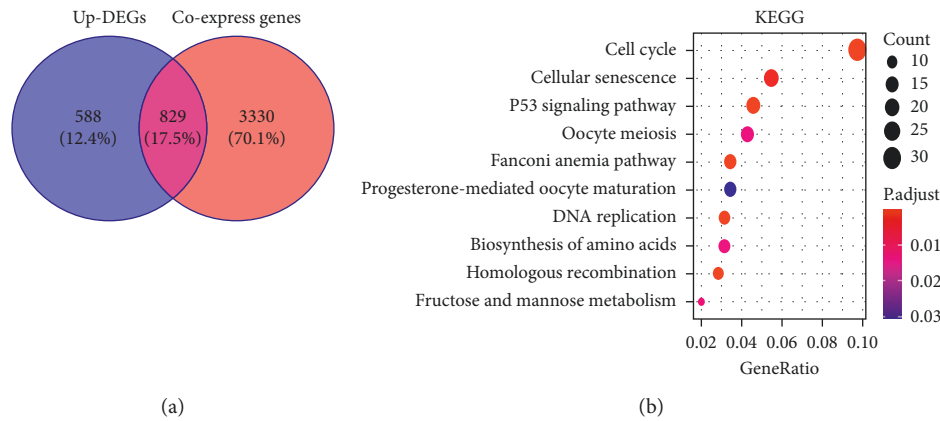 Up-DEGs
Co-express genes
588
(12.4%)
829
(17.5%)
3330
(70.1%)
(a)
KEGG
Cell cycle
Cellular senescence
P53 signaling pathway
Oocyte meiosis
Fanconi anemia pathway
Progesterone-mediated oocyte maturation
DNA replication
Biosynthesis of amino acids
Homologous recombination
Fructose and mannose metabolism
0.02 0.04 0.06 0.08 0.10
GeneRatio
Count
10
15
20
25
30
P.adjust
0.01
0.02
0.03
(b)